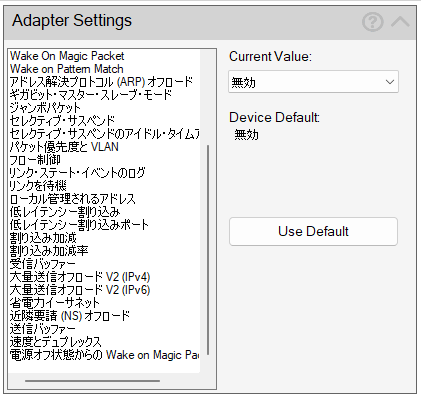 Adapter Settings
Wake On Magic Packet
Wake on Pattern Match
アドレス解決プロトコル (ARP) オフロード
ギガビット・マスター・スレーブ・モード
ジャンボパケット
セレクティブ・サスペンド
セレクティブ・サスペンドのアイドル・タイムア
パケット優先度と VLAN
フロー制御
リンク・ステート・イベントのログ
リンクを待機
ローカル管理されるアドレス
低レイテンシー割り込み
低レイテンシー割り込みポート
割り込み加減
割り込み加減率
受信バッファー
大量送信オフロード V2 (IPv4)
大量送信オフロード V2 (IPv6)
省電力イーサネット
近隣要請 (NS) オフロード
送信バッファー
速度とデュプレックス
電源オフ状態からの Wake on Magic Pac
Current Value:
無効
Device Default:
無効
Use Default